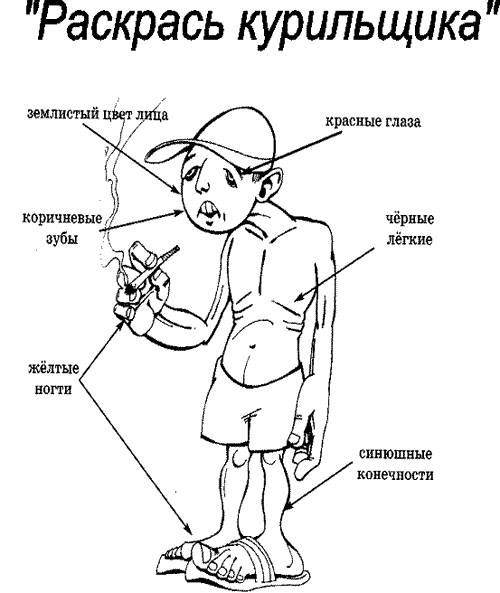 "Раскрась курильщика"
землистый цвет лица
красные глаза
коричневые
зубы
чёрные
лёгкие
жёлтые
ногти
синюшные
конечности